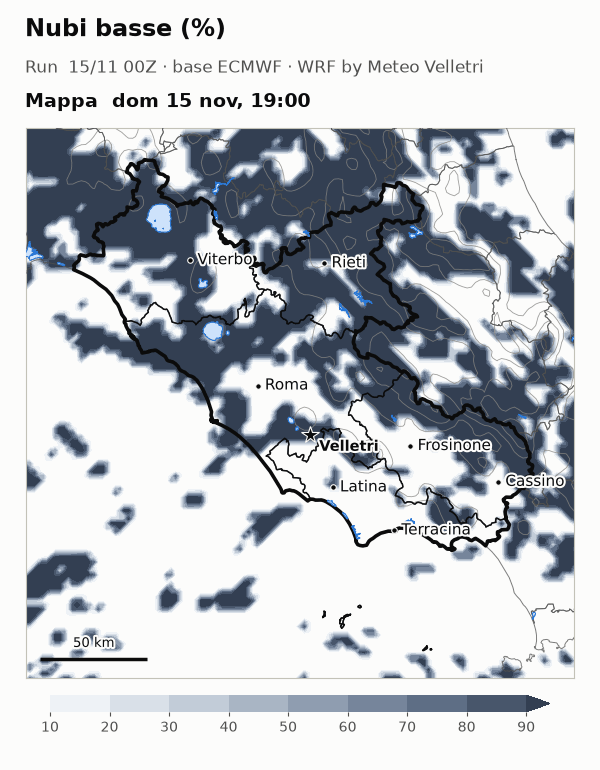 Nubi basse (%)
Run  15/11 00Z · base ECMWF · WRF by Meteo Velletri
Mappa  dom 15 nov, 19:00
Viterbo
Rieti
Roma
Velletri
Frosinone
Latina
Cassino
Terracina
50 km
10 20 30 40 50 60 70 80 90